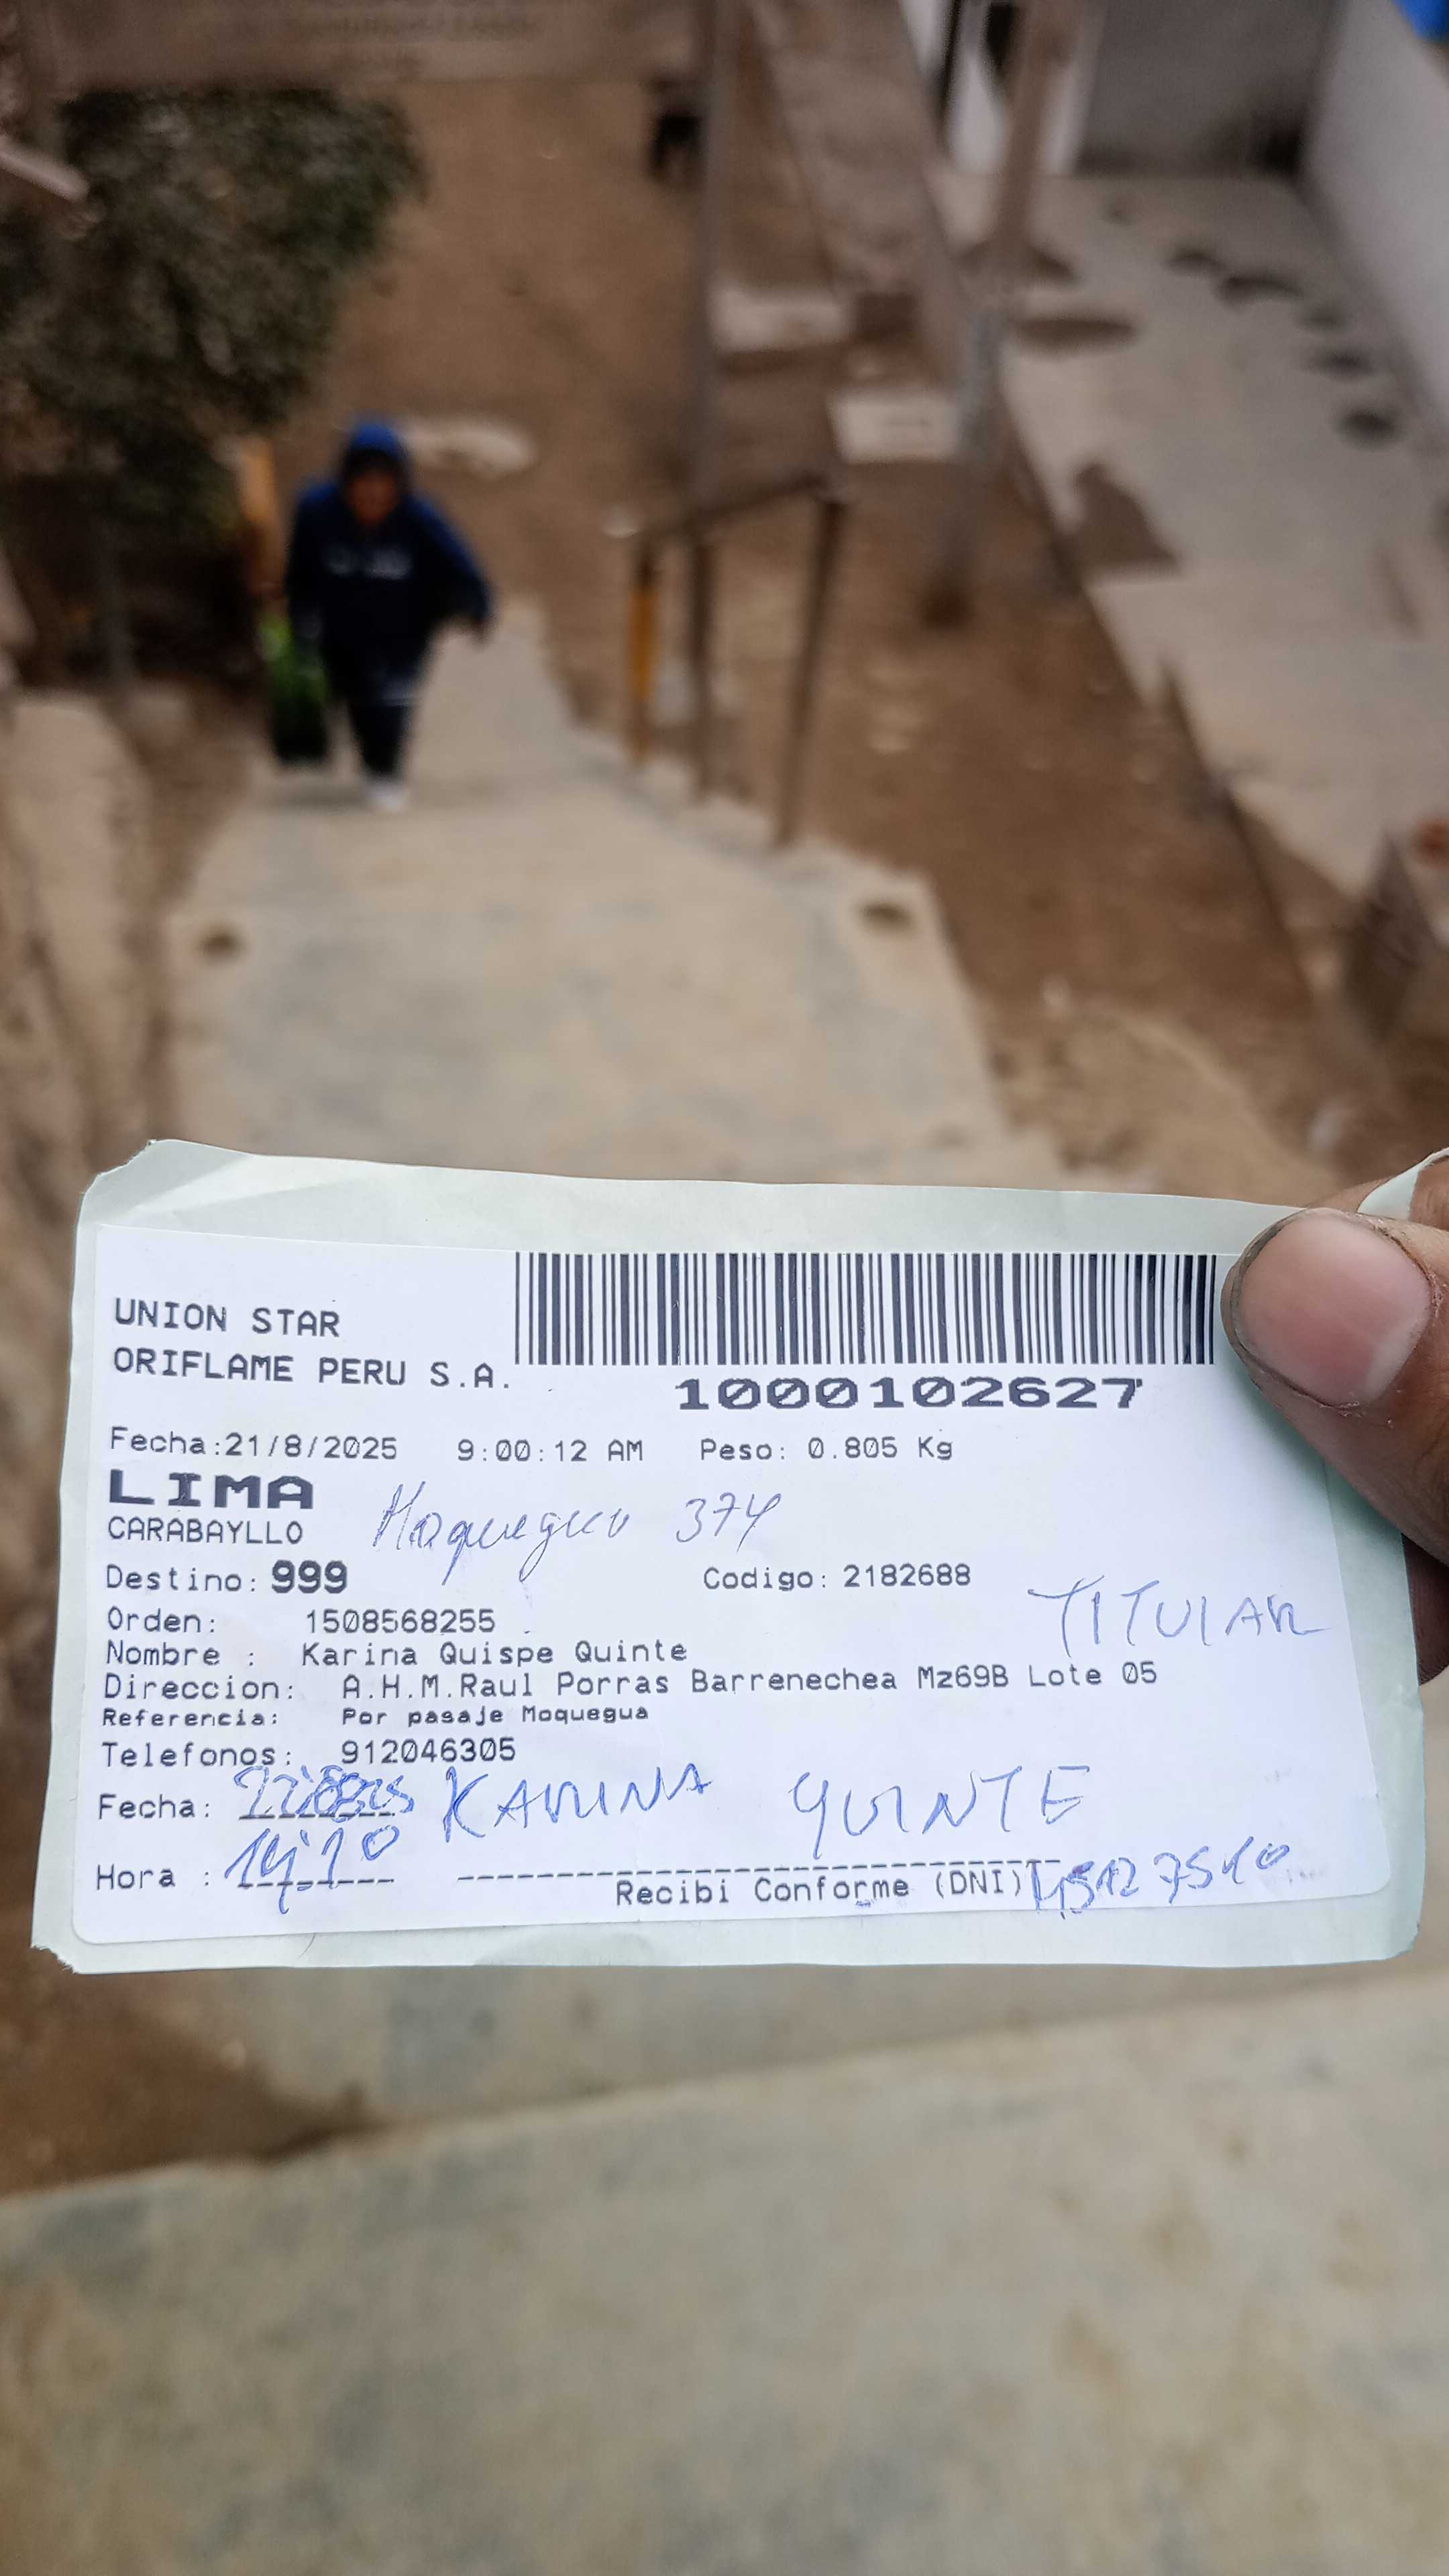 UNION STAR
ORIFLAME PERU S.A.
1000102627
Fecha:21/8/2025 9:00:12 AM Peso: 0.805 Kg
LIMA
CARABAYLLO Moquegua 374
Destino: 999 Codigo: 2182688
TITULAR
Orden: 1508568255
Nombre : Karina Quispe Quinte
Direccion: A.H.M.Raul Porras Barrenechea Mz69B Lote 05
Referencia: Por pasaje Moquegua
Telefonos: 912046305
Fecha: KARINA QUINTE
Hora :
Recibi Conforme (DNI)